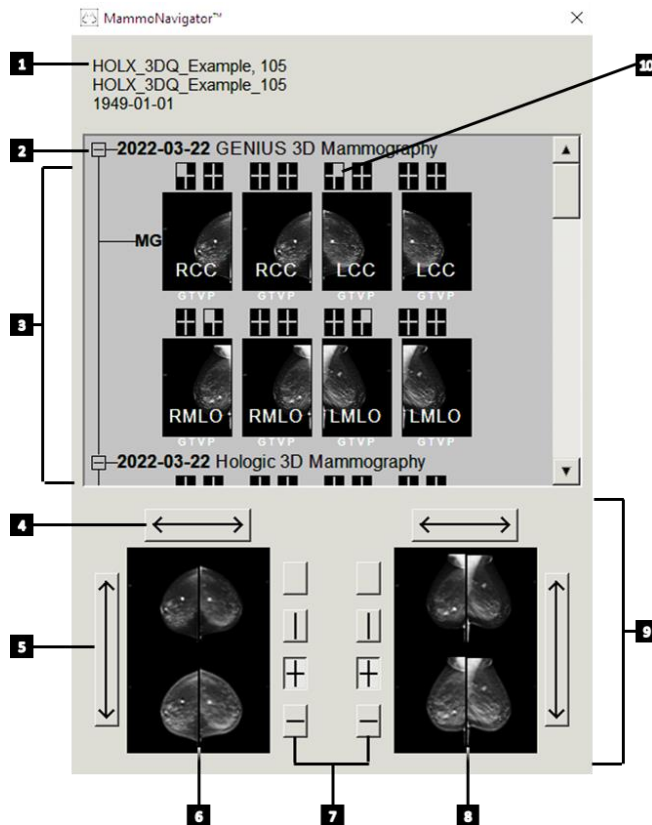 MammoNavigator™
1
HOLX_3DQ_Example, 105
HOLX_3DQ_Example_105
1949-01-01
10
2
2022-03-22 GENIUS 3D Mammography
3
MG
RCC RCC LCC LCC
GTVP GTVP GTVP GTVP
RMLO RMLO LMLO LMLO
GTVP GTVP GTVP GTVP
2022-03-22 Hologic 3D Mammography
4
5
9
6 7 8